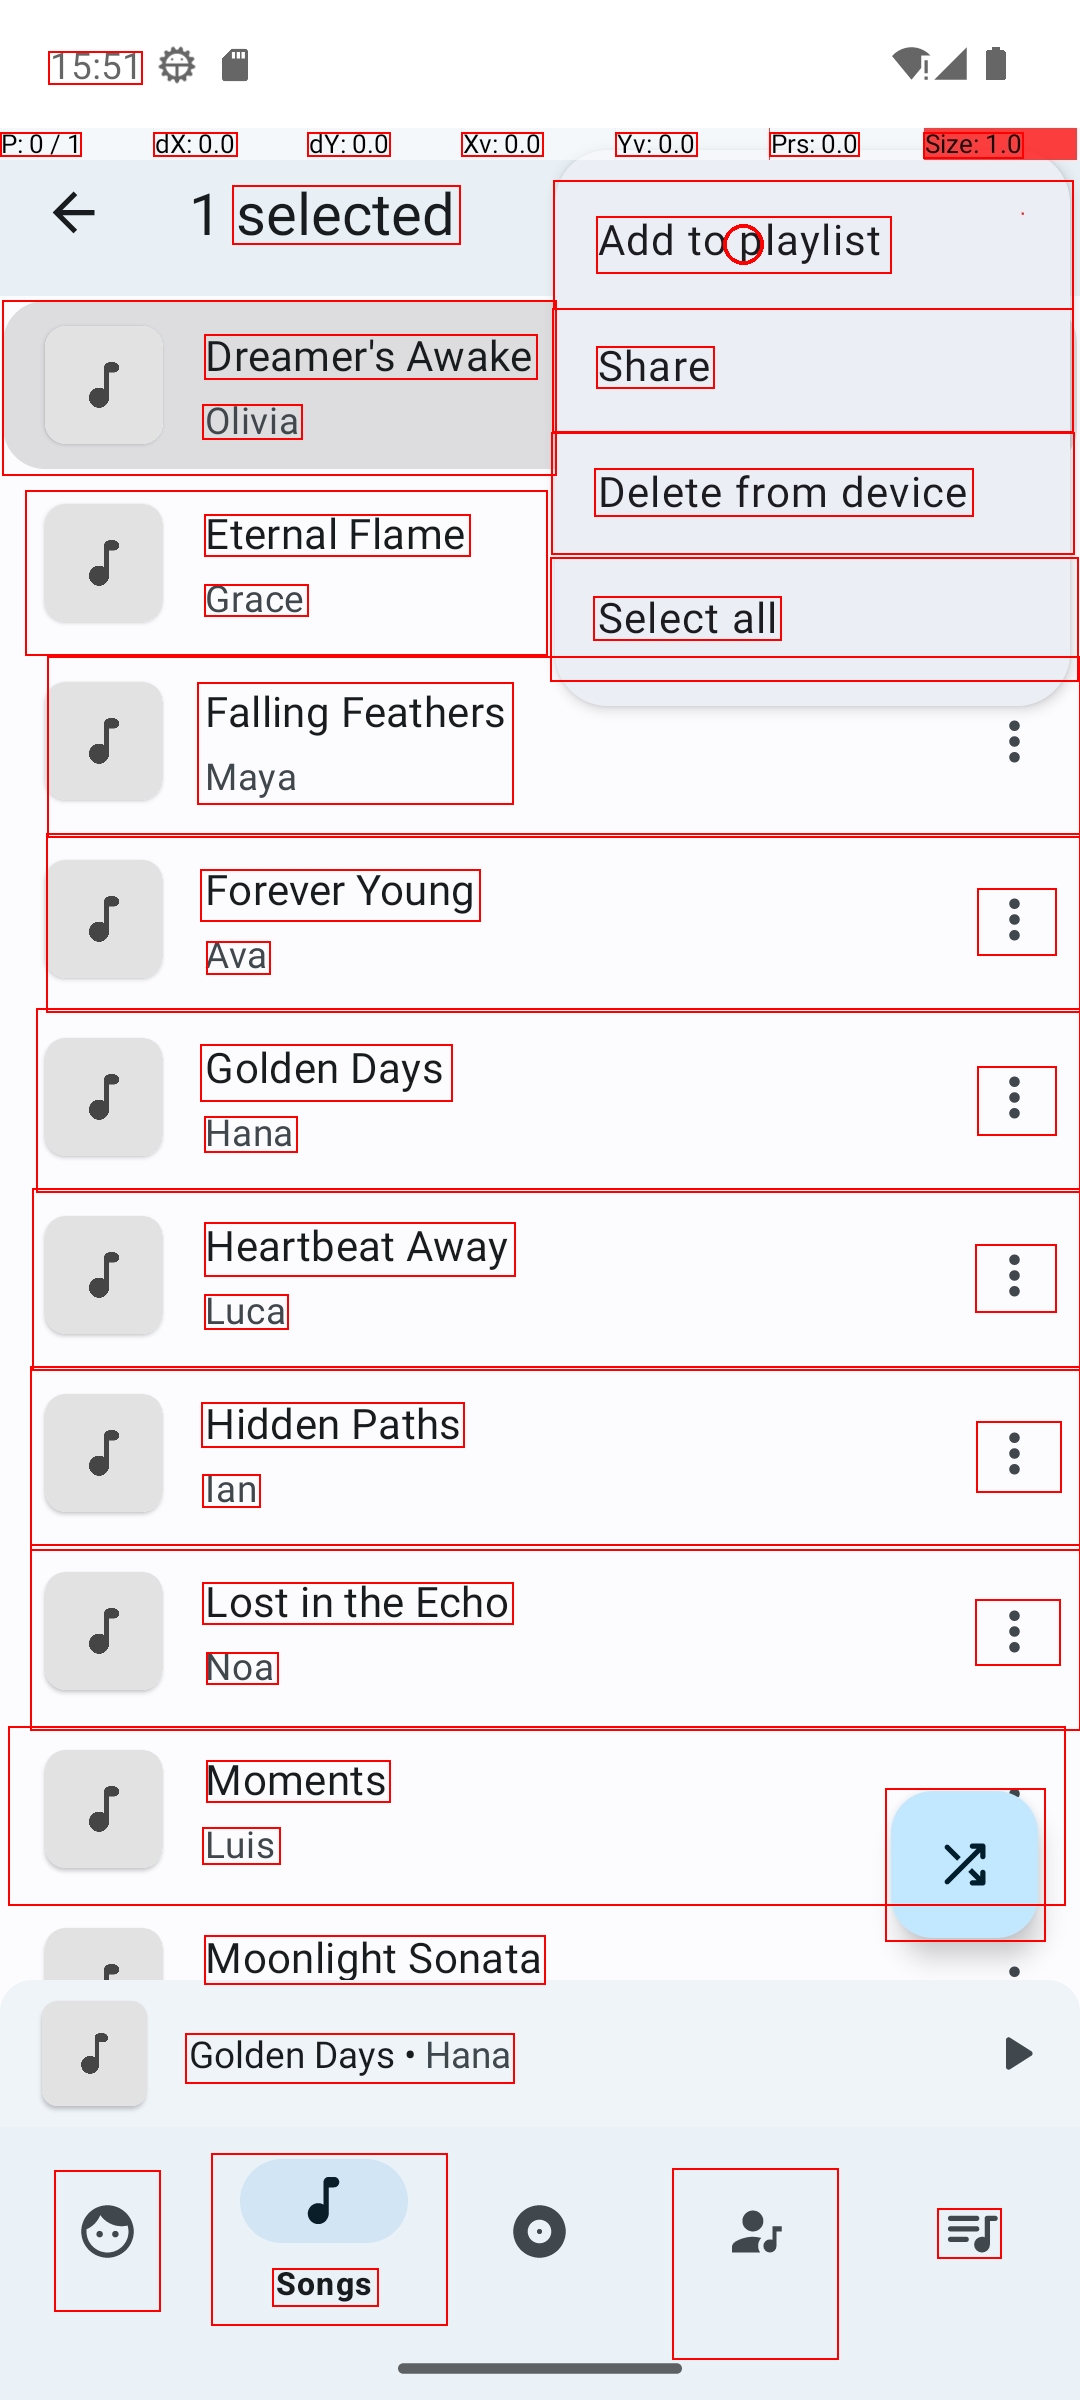 15:51
P: 0 / 1 dX: 0.0 dY: 0.0 Xv: 0.0 Yv: 0.0 Prs: 0.0 Size: 1.0
1 selected
Add to playlist
Share
Delete from device
Select all
Dreamer's Awake
Olivia
Eternal Flame
Grace
Falling Feathers
Maya
Forever Young
Ava
Golden Days
Hana
Heartbeat Away
Luca
Hidden Paths
Ian
Lost in the Echo
Noa
Moments
Luis
Moonlight Sonata
Golden Days • Hana
Songs